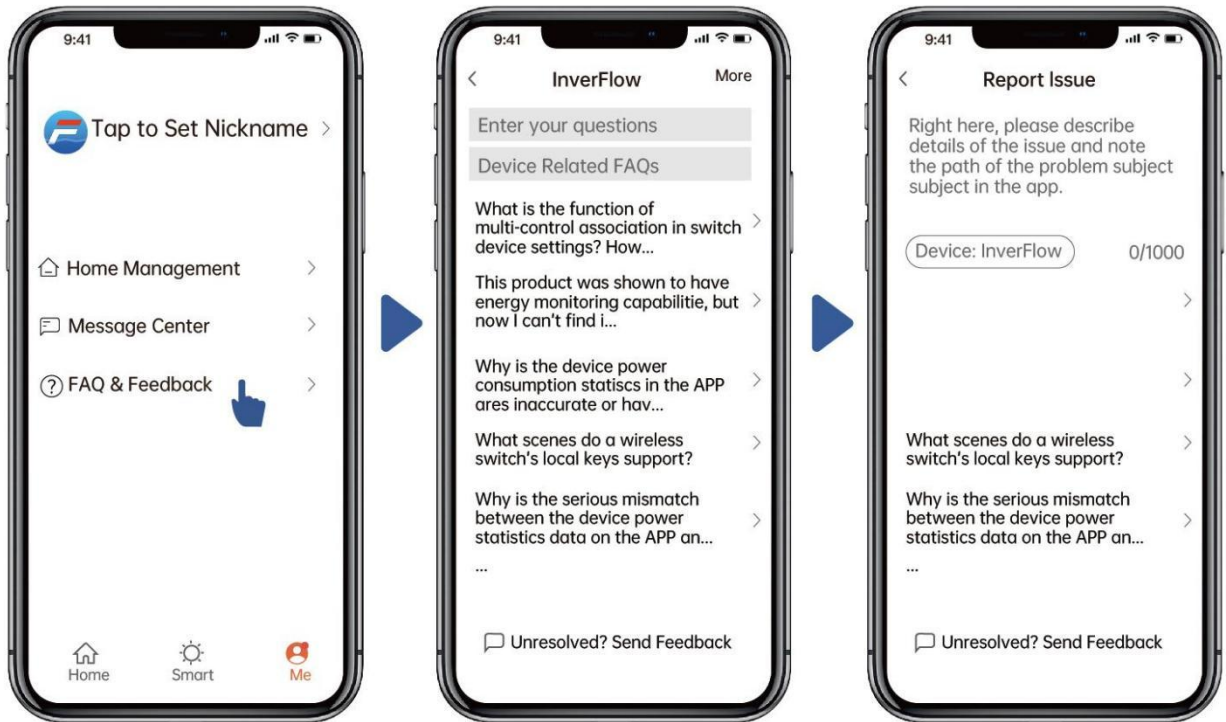 9:41
Tap to Set Nickname
Home Management
Message Center
FAQ & Feedback
Home
Smart
Me
9:41
InverFlow
More
Enter your questions
Device Related FAQs
What is the function of
multi-control association in switch
device settings? How...
This product was shown to have
energy monitoring capabilitie, but
now I can't find i...
Why is the device power
consumption statiscs in the APP
ares inaccurate or hav...
What scenes do a wireless
switch's local keys support?
Why is the serious mismatch
between the device power
statistics data on the APP an...
...
Unresolved? Send Feedback
9:41
Report Issue
Right here, please describe
details of the issue and note
the path of the problem subject
subject in the app.
Device: InverFlow
0/1000
What scenes do a wireless
switch's local keys support?
Why is the serious mismatch
between the device power
statistics data on the APP an...
...
Unresolved? Send Feedback